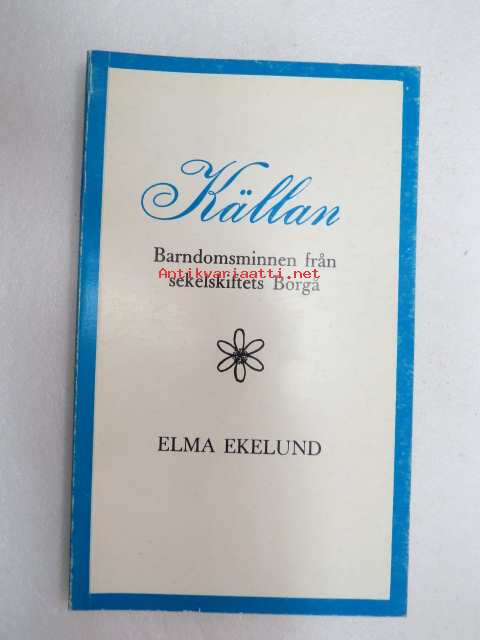 Källan
Barndomsminnen från
Antikvariaatti.net
sekelskiftets Borgå
ELMA EKELUND